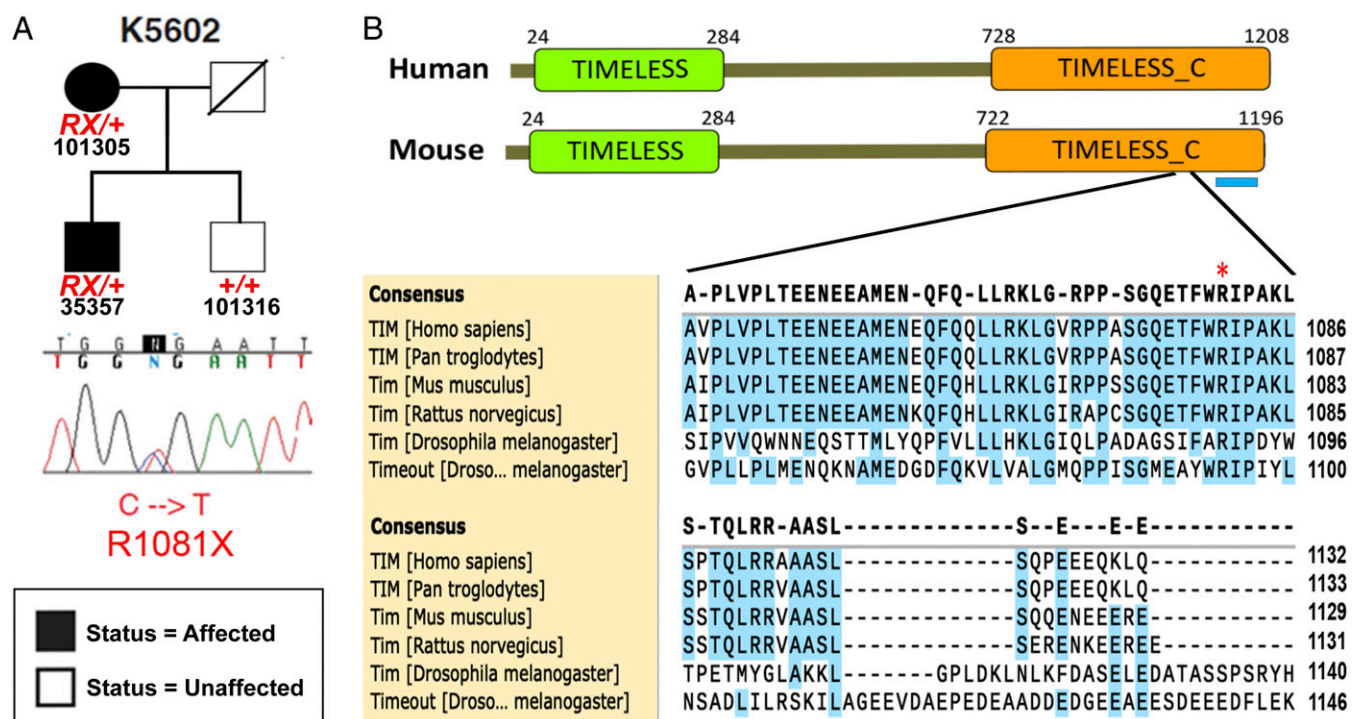 A
K5602
RX/+
101305
RX/+
35357
+/+
101316
T G G N G A A T T
T G G N G A A T T
C --> T
R1081X
Status = Affected
Status = Unaffected
B
24 284 728 1208
Human TIMELESS TIMELESS_C
24 284 722 1196
Mouse TIMELESS TIMELESS_C
*
Consensus A-PLVPLTEENEEAMEN-QFQ-LLRKLG-RPP-SGQETFWRIPAKL
TIM [Homo sapiens] AVPLVPLTEENEEAMENEQFQQLLRKLGVRPPASGQETFWRIPAKL 1086
TIM [Pan troglodytes] AVPLVPLTEENEEAMENEQFQQLLRKLGVRPPASGQETFWRIPAKL 1087
Tim [Mus musculus] AIPLVPLTEENEEAMENEQFQHLLRKLGIRPPSSGQETFWRIPAKL 1083
Tim [Rattus norvegicus] AIPLVPLTEENEEAMENKQFQHLLRKLGIRAPCSGQETFWRIPAKL 1085
Tim [Drosophila melanogaster] SIPVVQWNNEQSTTMLYQPFVLLLHKLGIQLPADAGSIFARIPDYW 1096
Timeout [Droso... melanogaster] GVPLLPLMENQKNAMEDGDFQKVLVALGMQPPISGMEAYWRIPIYL 1100
Consensus S-TQLRR-AASL-------------S--E---E-E-----------
TIM [Homo sapiens] SPTQLRRAAASL-------------SQPEEEQKLQ----------- 1132
TIM [Pan troglodytes] SPTQLRRVAASL-------------SQPEEEQKLQ----------- 1133
Tim [Mus musculus] SSTQLRRVAASL-------------SQQENEEERE----------- 1129
Tim [Rattus norvegicus] SSTQLRRVAASL-------------SERENKEEREE---------- 1131
Tim [Drosophila melanogaster] TPETMYGLAKKL-------GPLDKLNLKFDASELEDATASSPSRYH 1140
Timeout [Droso... melanogaster] NSADLILRSKILAGEEVDAEPEDEAADDEDGEEAEESDEEEDFLEK 1146